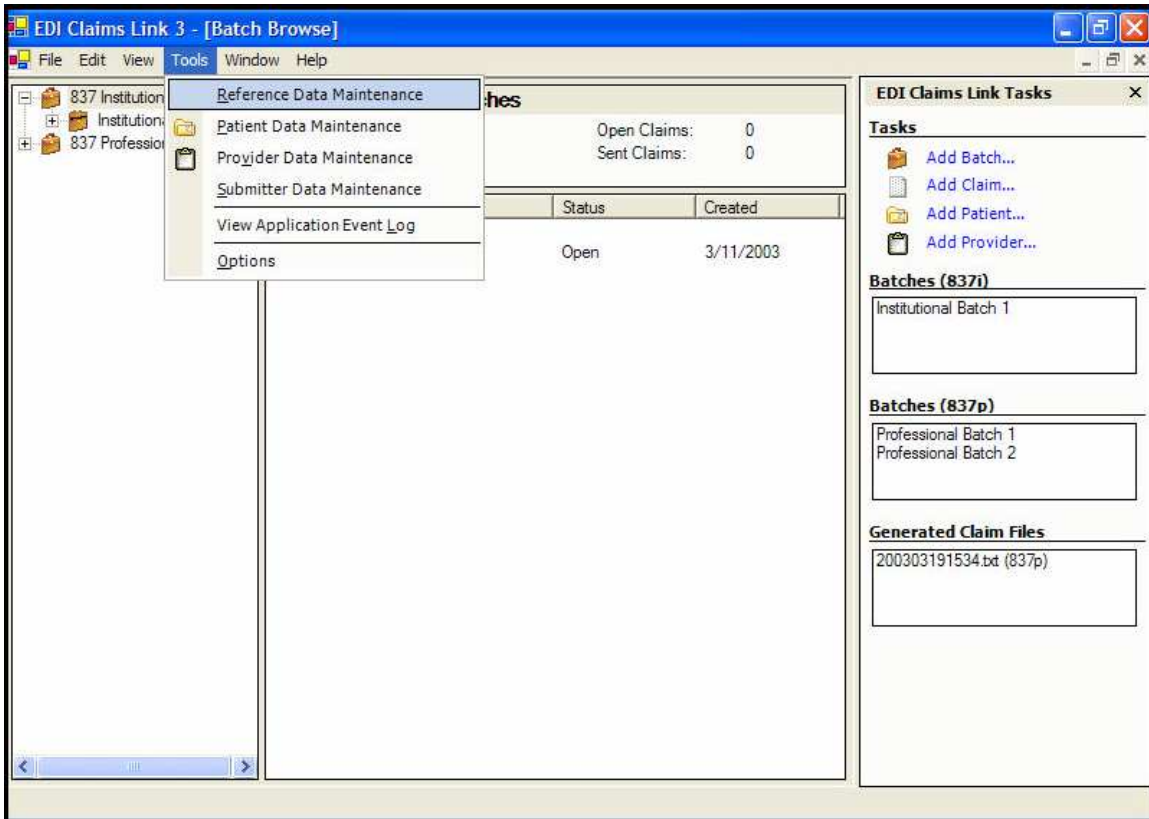 EDI Claims Link 3 - [Batch Browse]
File Edit View Tools Window Help
837 Institution
Institution
837 Profession
Reference Data Maintenance
Patient Data Maintenance
Provider Data Maintenance
Submitter Data Maintenance
View Application Event Log
Options
hes
Open Claims: 0
Sent Claims: 0
Status Created
Open 3/11/2003
EDI Claims Link Tasks
Tasks
Add Batch...
Add Claim...
Add Patient...
Add Provider...
Batches (837i)
Institutional Batch 1
Batches (837p)
Professional Batch 1
Professional Batch 2
Generated Claim Files
200303191534.txt (837p)